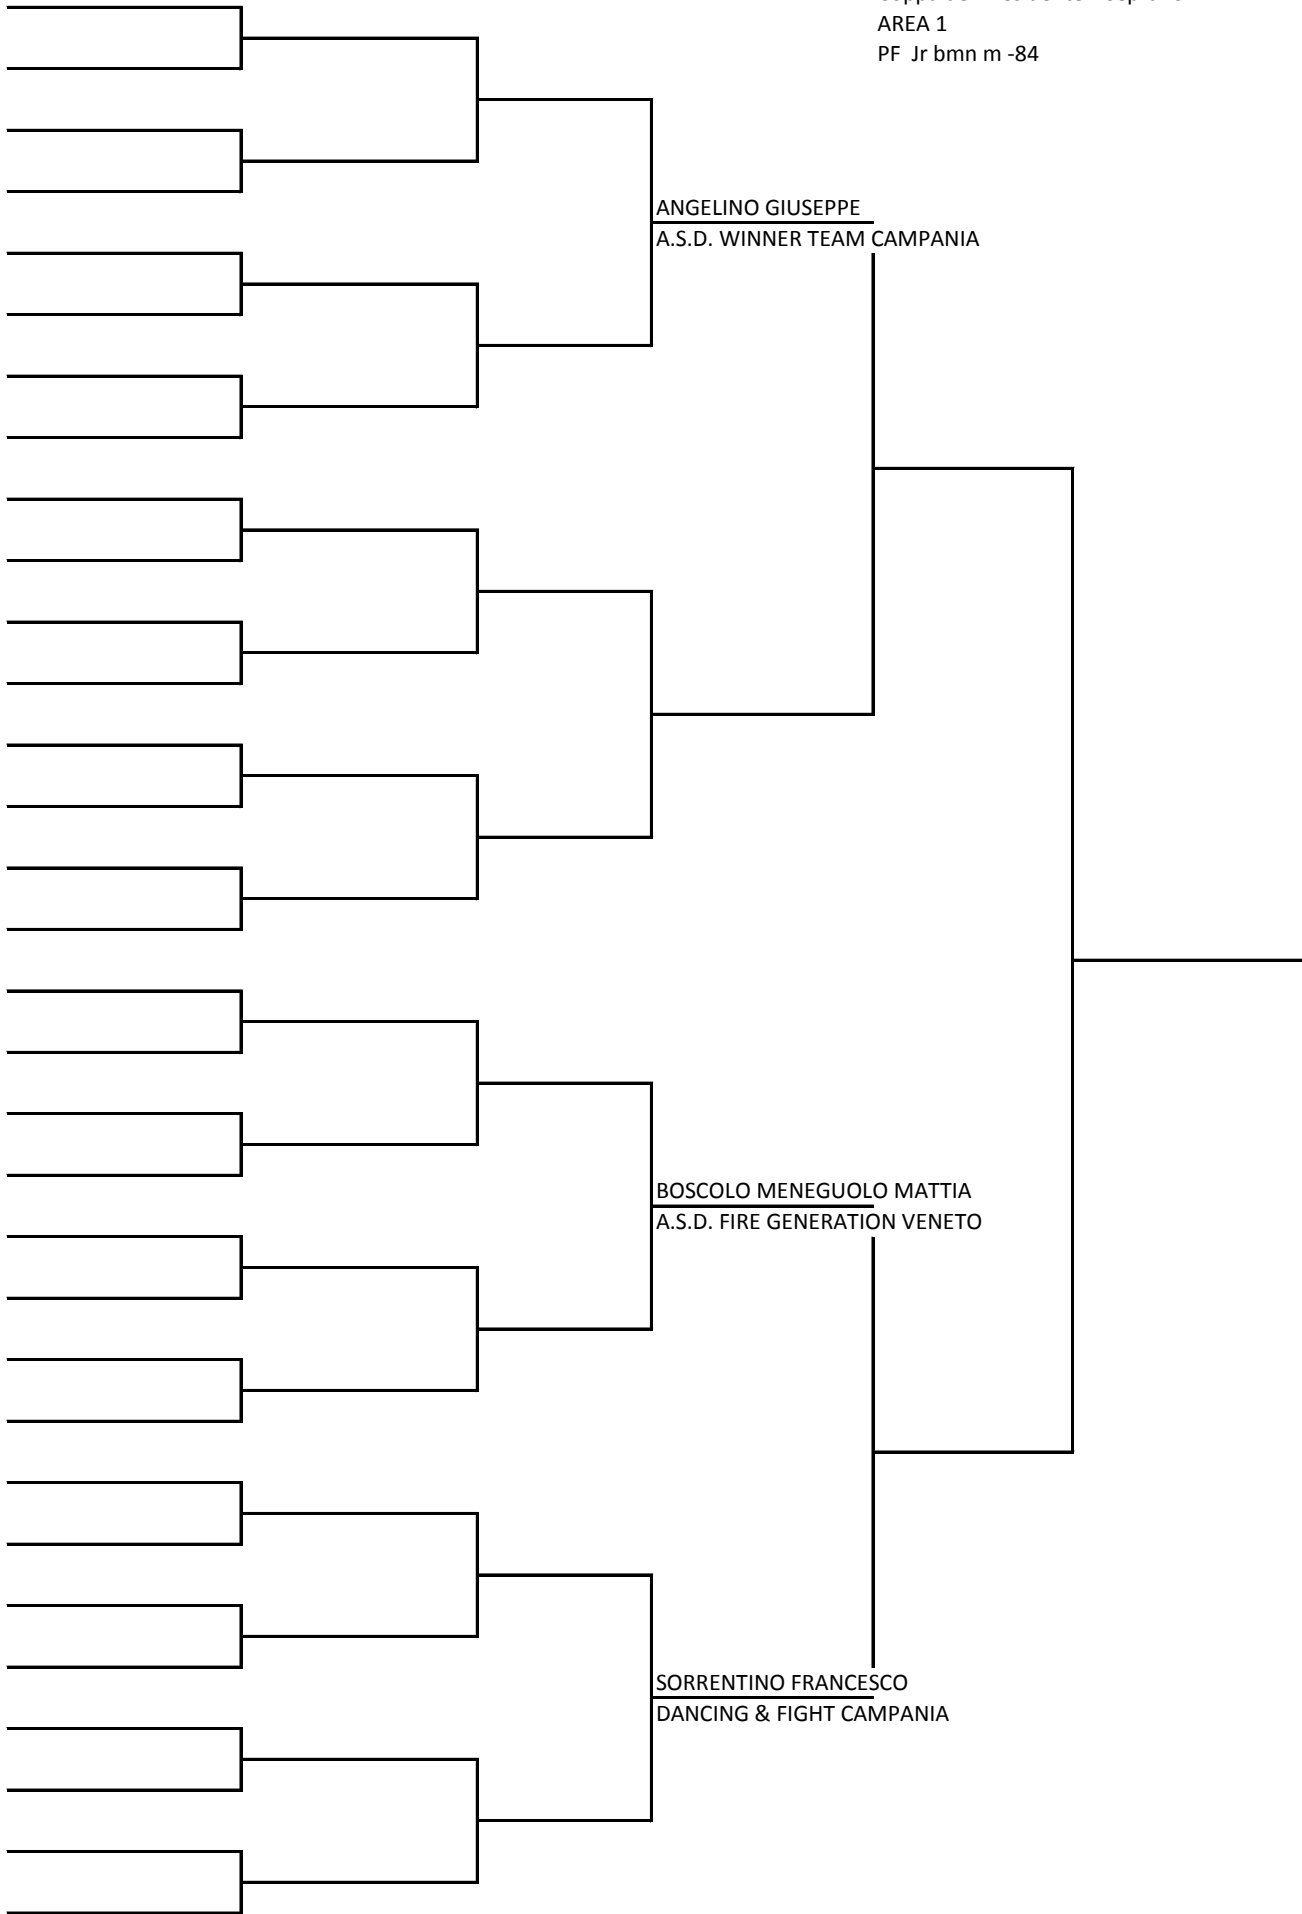 AREA 1
PF Jr bmn m -84
ANGELINO GIUSEPPE
A.S.D. WINNER TEAM CAMPANIA
BOSCOLO MENEGUOLO MATTIA
A.S.D. FIRE GENERATION VENETO
SORRENTINO FRANCESCO
DANCING & FIGHT CAMPANIA